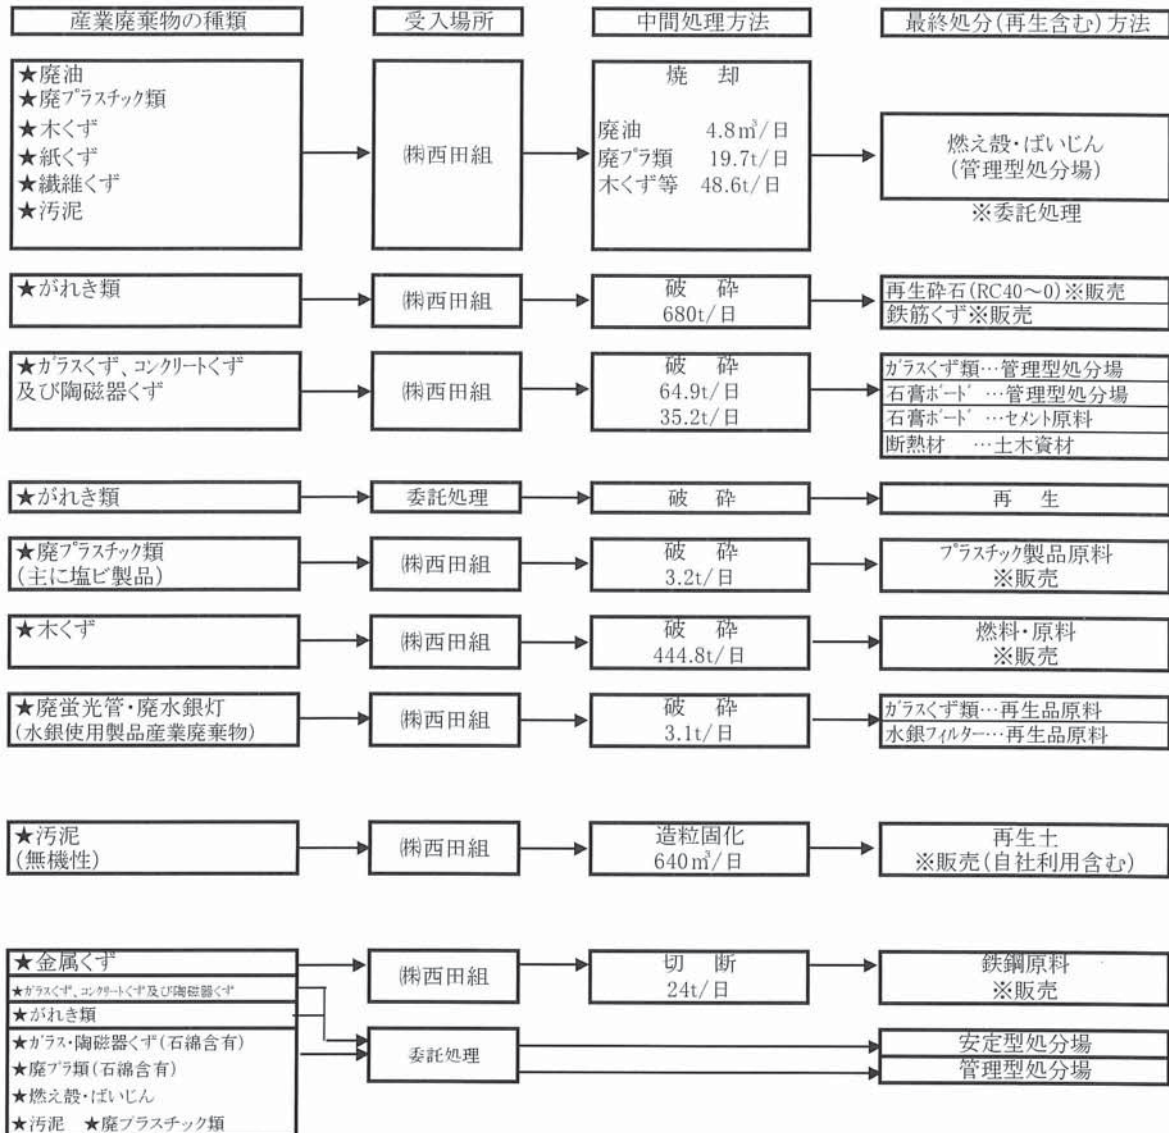 産業廃棄物の種類
受入場所
中間処理方法
最終処分(再生含む)方法
★廃油
★廃プラスチック類
★木くず
★紙くず
★繊維くず
★汚泥
㈱西田組
焼 却
廃油 4.8㎥/日
廃プラ類 19.7t/日
木くず等 48.6t/日
燃え殻・ばいじん
(管理型処分場)
※委託処理
★がれき類
㈱西田組
破 砕
680t/日
再生砕石(RC40～0)※販売
鉄筋くず※販売
★ガラスくず、コンクリートくず
及び陶磁器くず
㈱西田組
破 砕
64.9t/日
35.2t/日
ガラスくず類…管理型処分場
石膏ボード …管理型処分場
石膏ボード …セメント原料
断熱材 …土木資材
★がれき類
委託処理
破 砕
再 生
★廃プラスチック類
(主に塩ビ製品)
㈱西田組
破 砕
3.2t/日
プラスチック製品原料
※販売
★木くず
㈱西田組
破 砕
444.8t/日
燃料・原料
※販売
★廃蛍光管・廃水銀灯
(水銀使用製品産業廃棄物)
㈱西田組
破 砕
3.1t/日
ガラスくず類…再生品原料
水銀フィルター…再生品原料
★汚泥
(無機性)
㈱西田組
造粒固化
640㎥/日
再生土
※販売(自社利用含む)
★金属くず
㈱西田組
切 断
24t/日
鉄鋼原料
※販売
★ガラスくず、コンクリートくず及び陶磁器くず
★がれき類
★ガラス・陶磁器くず(石綿含有)
★廃プラ類(石綿含有)
★燃え殻・ばいじん
★汚泥 ★廃プラスチック類
委託処理
安定型処分場
管理型処分場